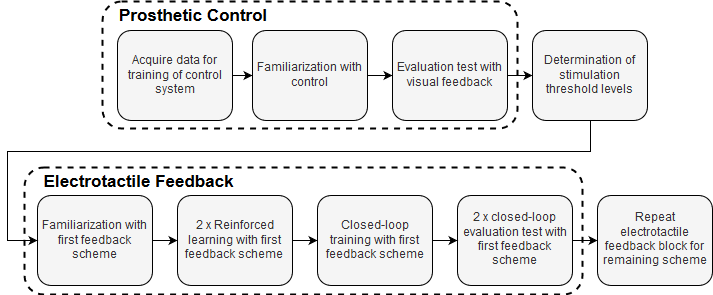 Prosthetic Control
Acquire data for
training of control
system
Familiarization with
control
Evaluation test with
visual feedback
Determination of
stimulation
threshold levels
Electrotactile Feedback
Familiarization with
first feedback
scheme
2 x Reinforced
learning with first
feedback scheme
Closed-loop
training with first
feedback scheme
2 x closed-loop
evaluation test with
first feedback
scheme
Repeat
electrotactile
feedback block for
remaining scheme